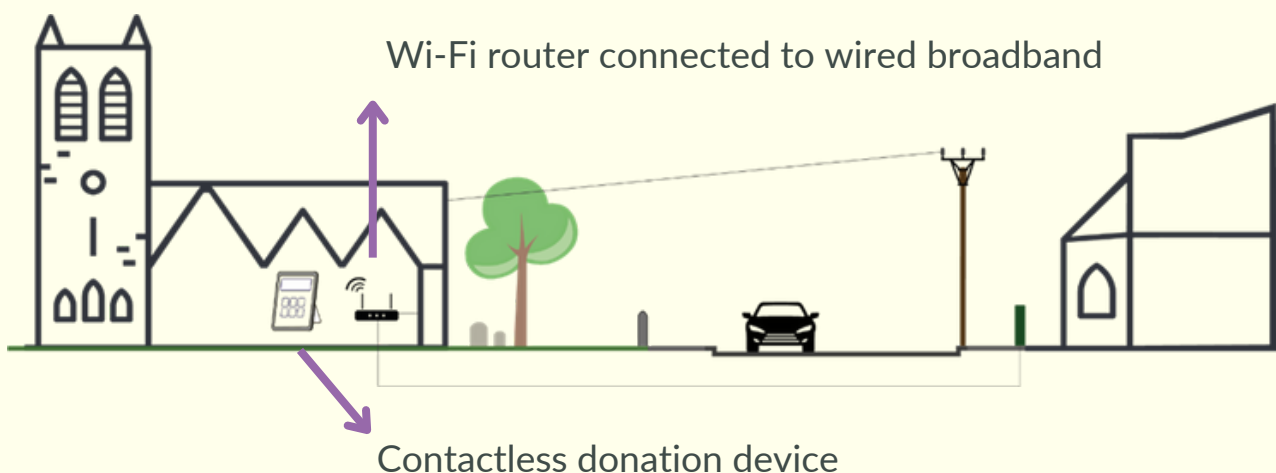 Wi-Fi router connected to wired broadband
Contactless donation device